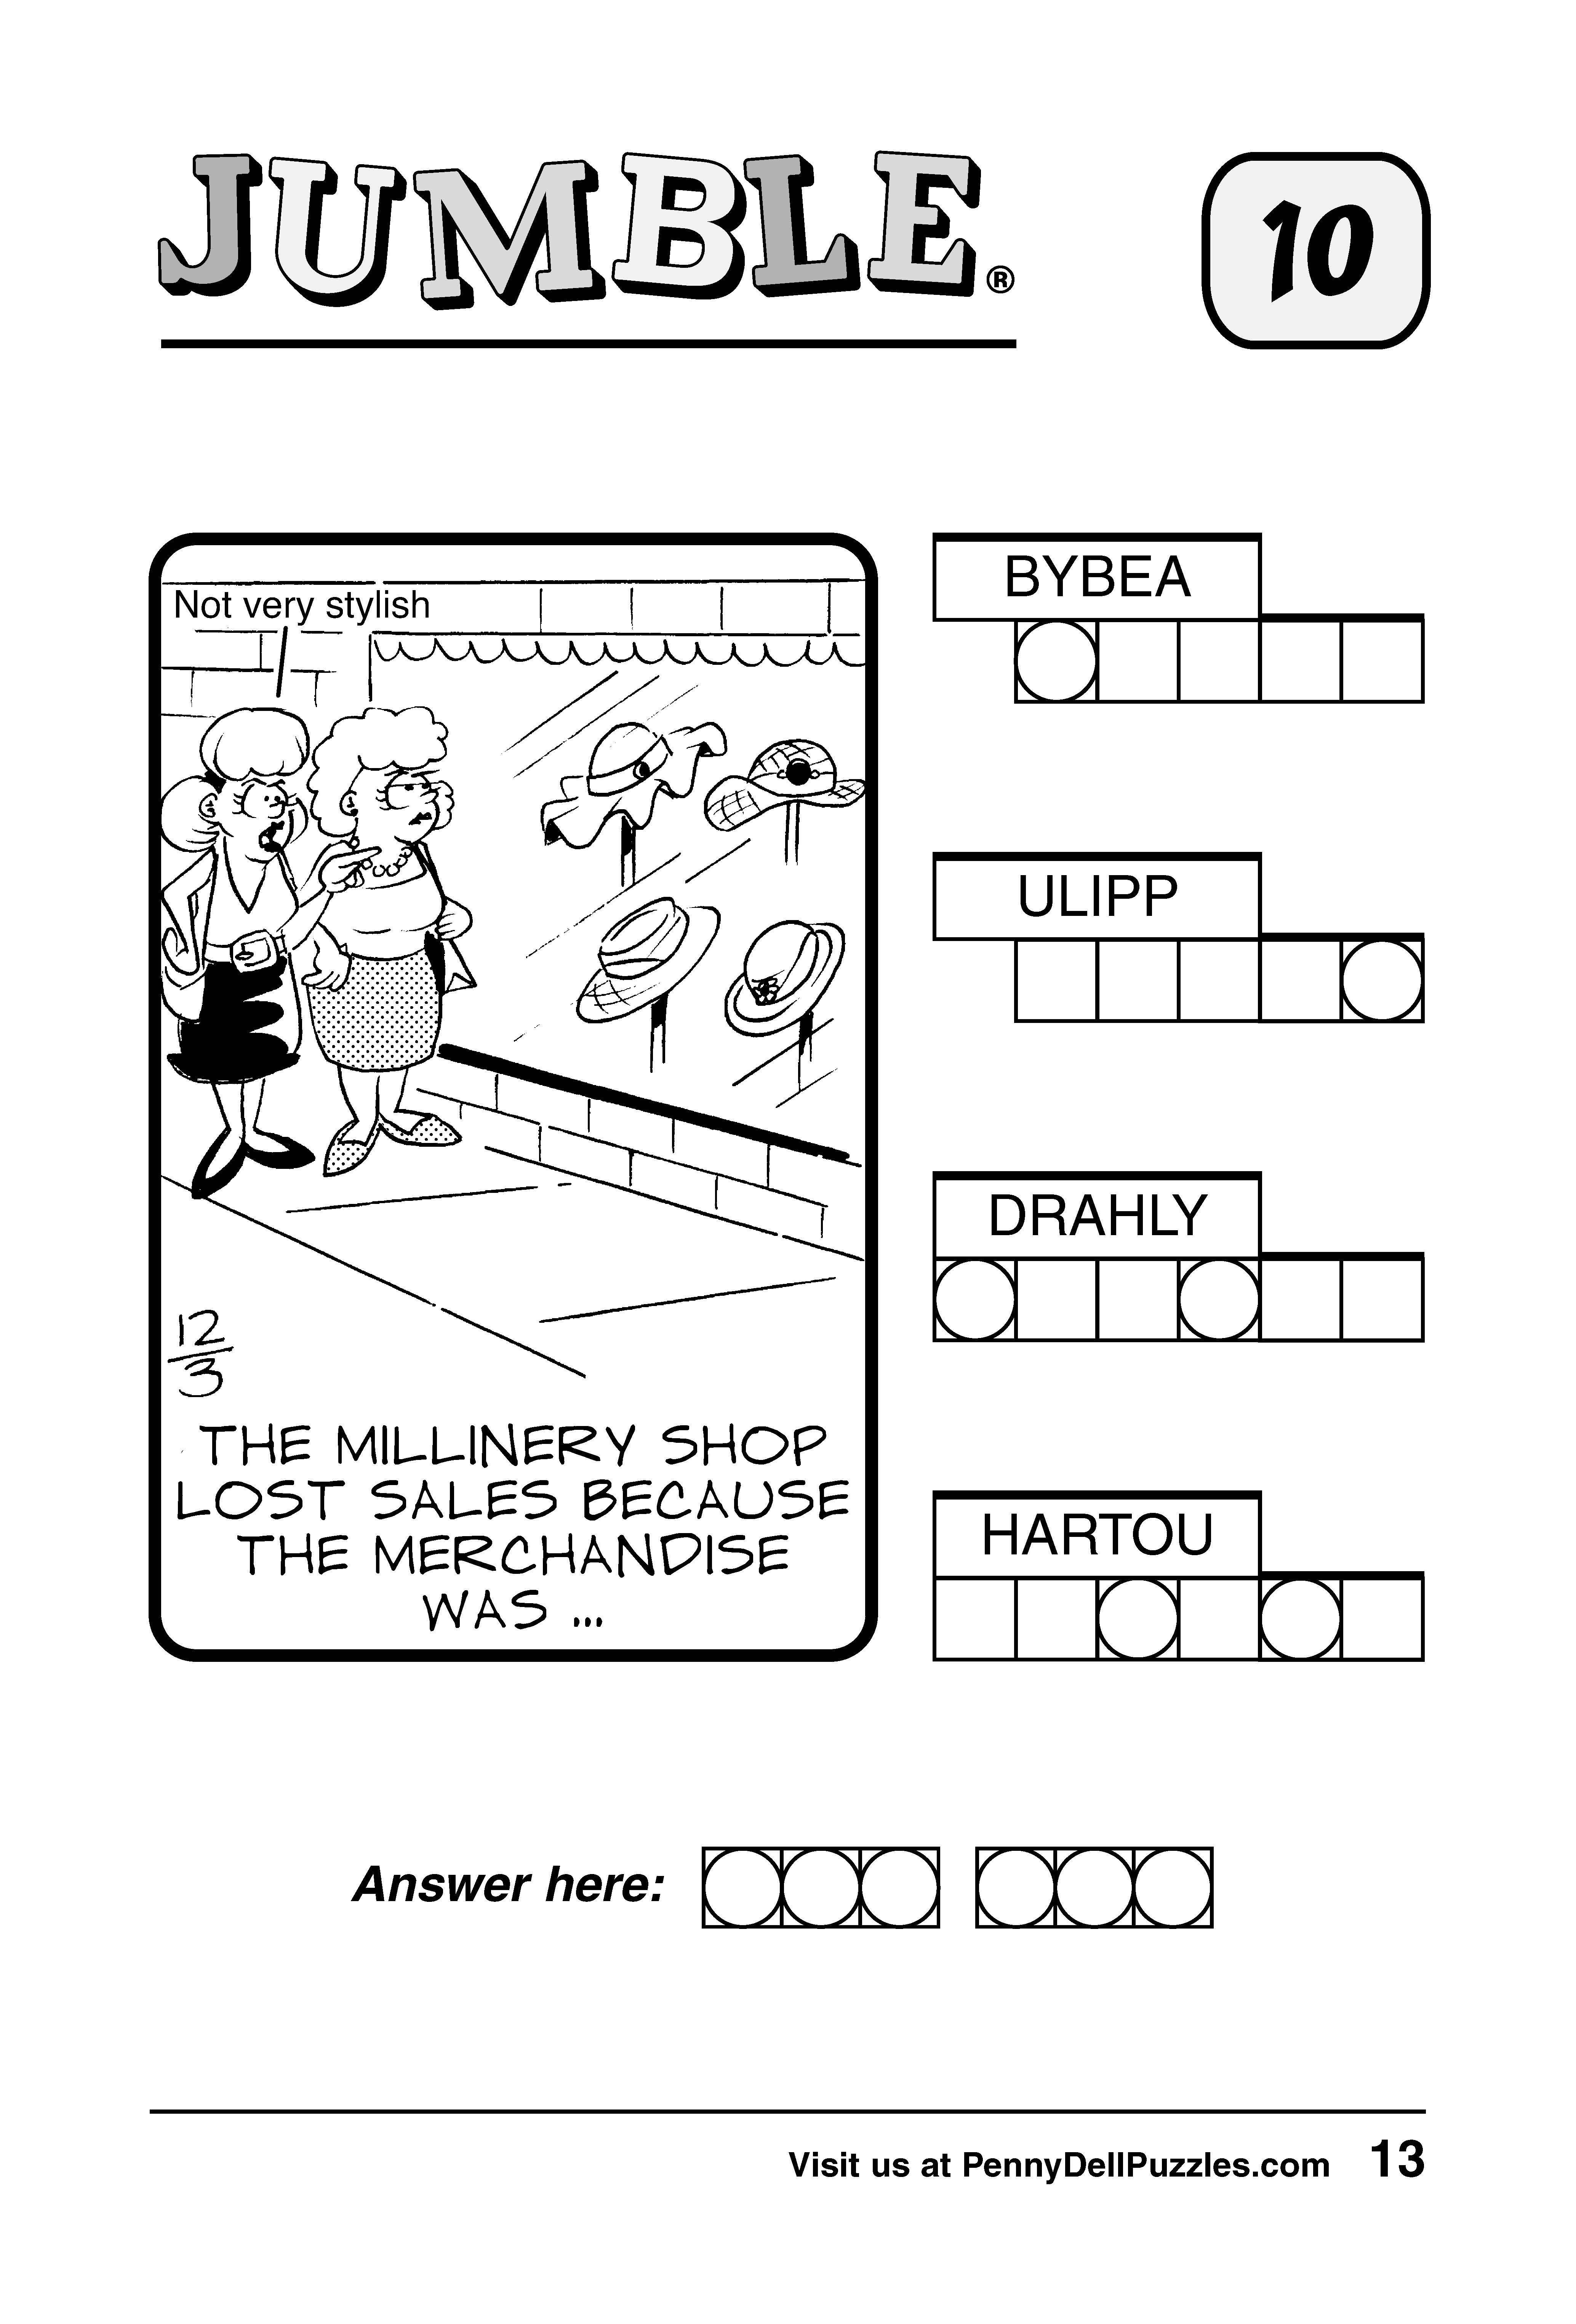 JUMBLE®
10
Not very stylish
12
3
THE MILLINERY SHOP
LOST SALES BECAUSE
THE MERCHANDISE
WAS ...
BYBEA
ULIPP
DRAHLY
HARTOU
Answer here:
Visit us at PennyDellPuzzles.com 13